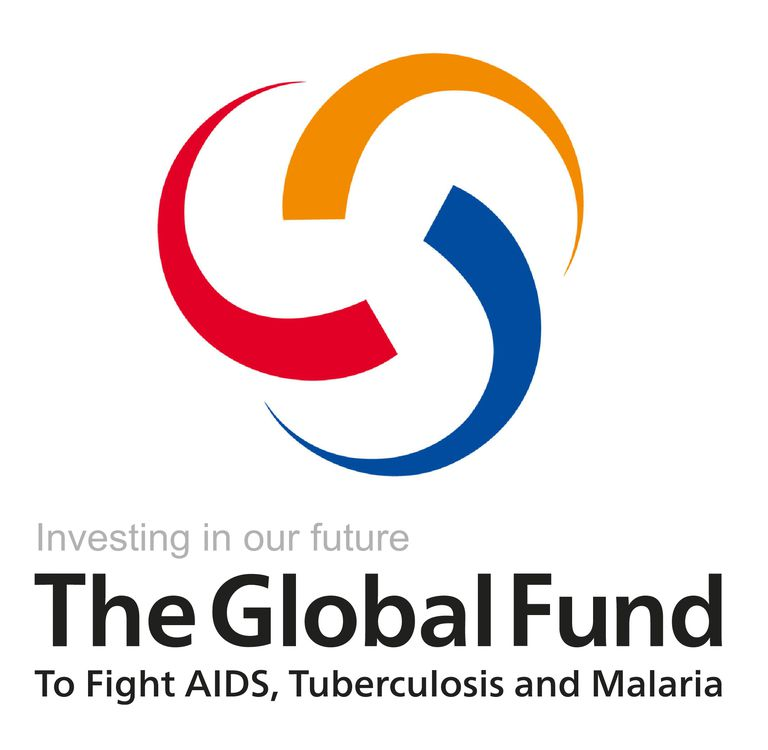 Investing in our future
The Global Fund
To Fight AIDS, Tuberculosis and Malaria